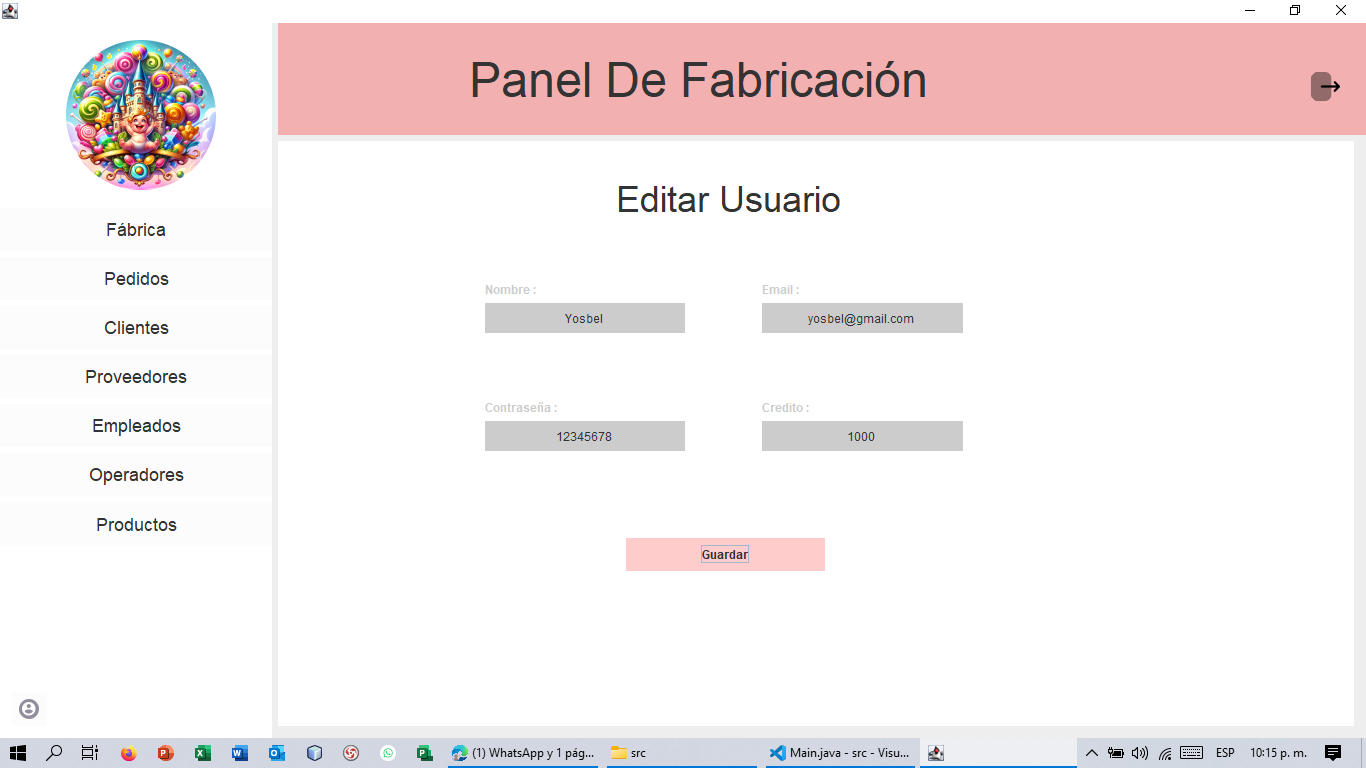 Panel De Fabricación
Fábrica
Pedidos
Clientes
Proveedores
Empleados
Operadores
Productos
Editar Usuario
Nombre :
Email :
Yosbel
yosbel@gmail.com
Contraseña :
Credito :
12345678
1000
Guardar
(1) WhatsApp y 1 pág...
src
Main.java - src - Visu...
ESP
10:15 p. m.